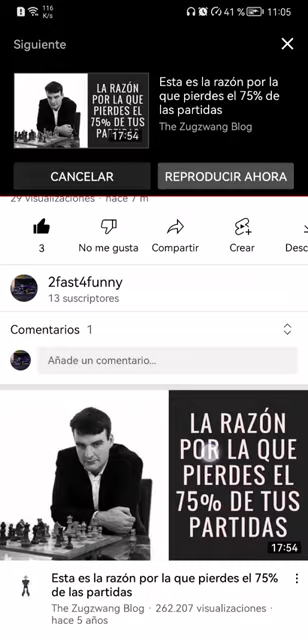 116
K/s
41 %
11:05
Siguiente
LA RAZÓN
POR LA QUE
PIERDES EL
75% DE TUS
PARTIDAS
17:54
Esta es la razón por la
que pierdes el 75% de
las partidas
The Zugzwang Blog
CANCELAR
REPRODUCIR AHORA
29 visualizaciones · hace 7 m
3
No me gusta
Compartir
Crear
Desc
2fast4funny
13 suscriptores
Comentarios 1
Añade un comentario...
LA RAZÓN
POR LA QUE
PIERDES EL
75% DE TUS
PARTIDAS
17:54
Esta es la razón por la que pierdes el 75%
de las partidas
The Zugzwang Blog · 262.207 visualizaciones ·
hace 5 años